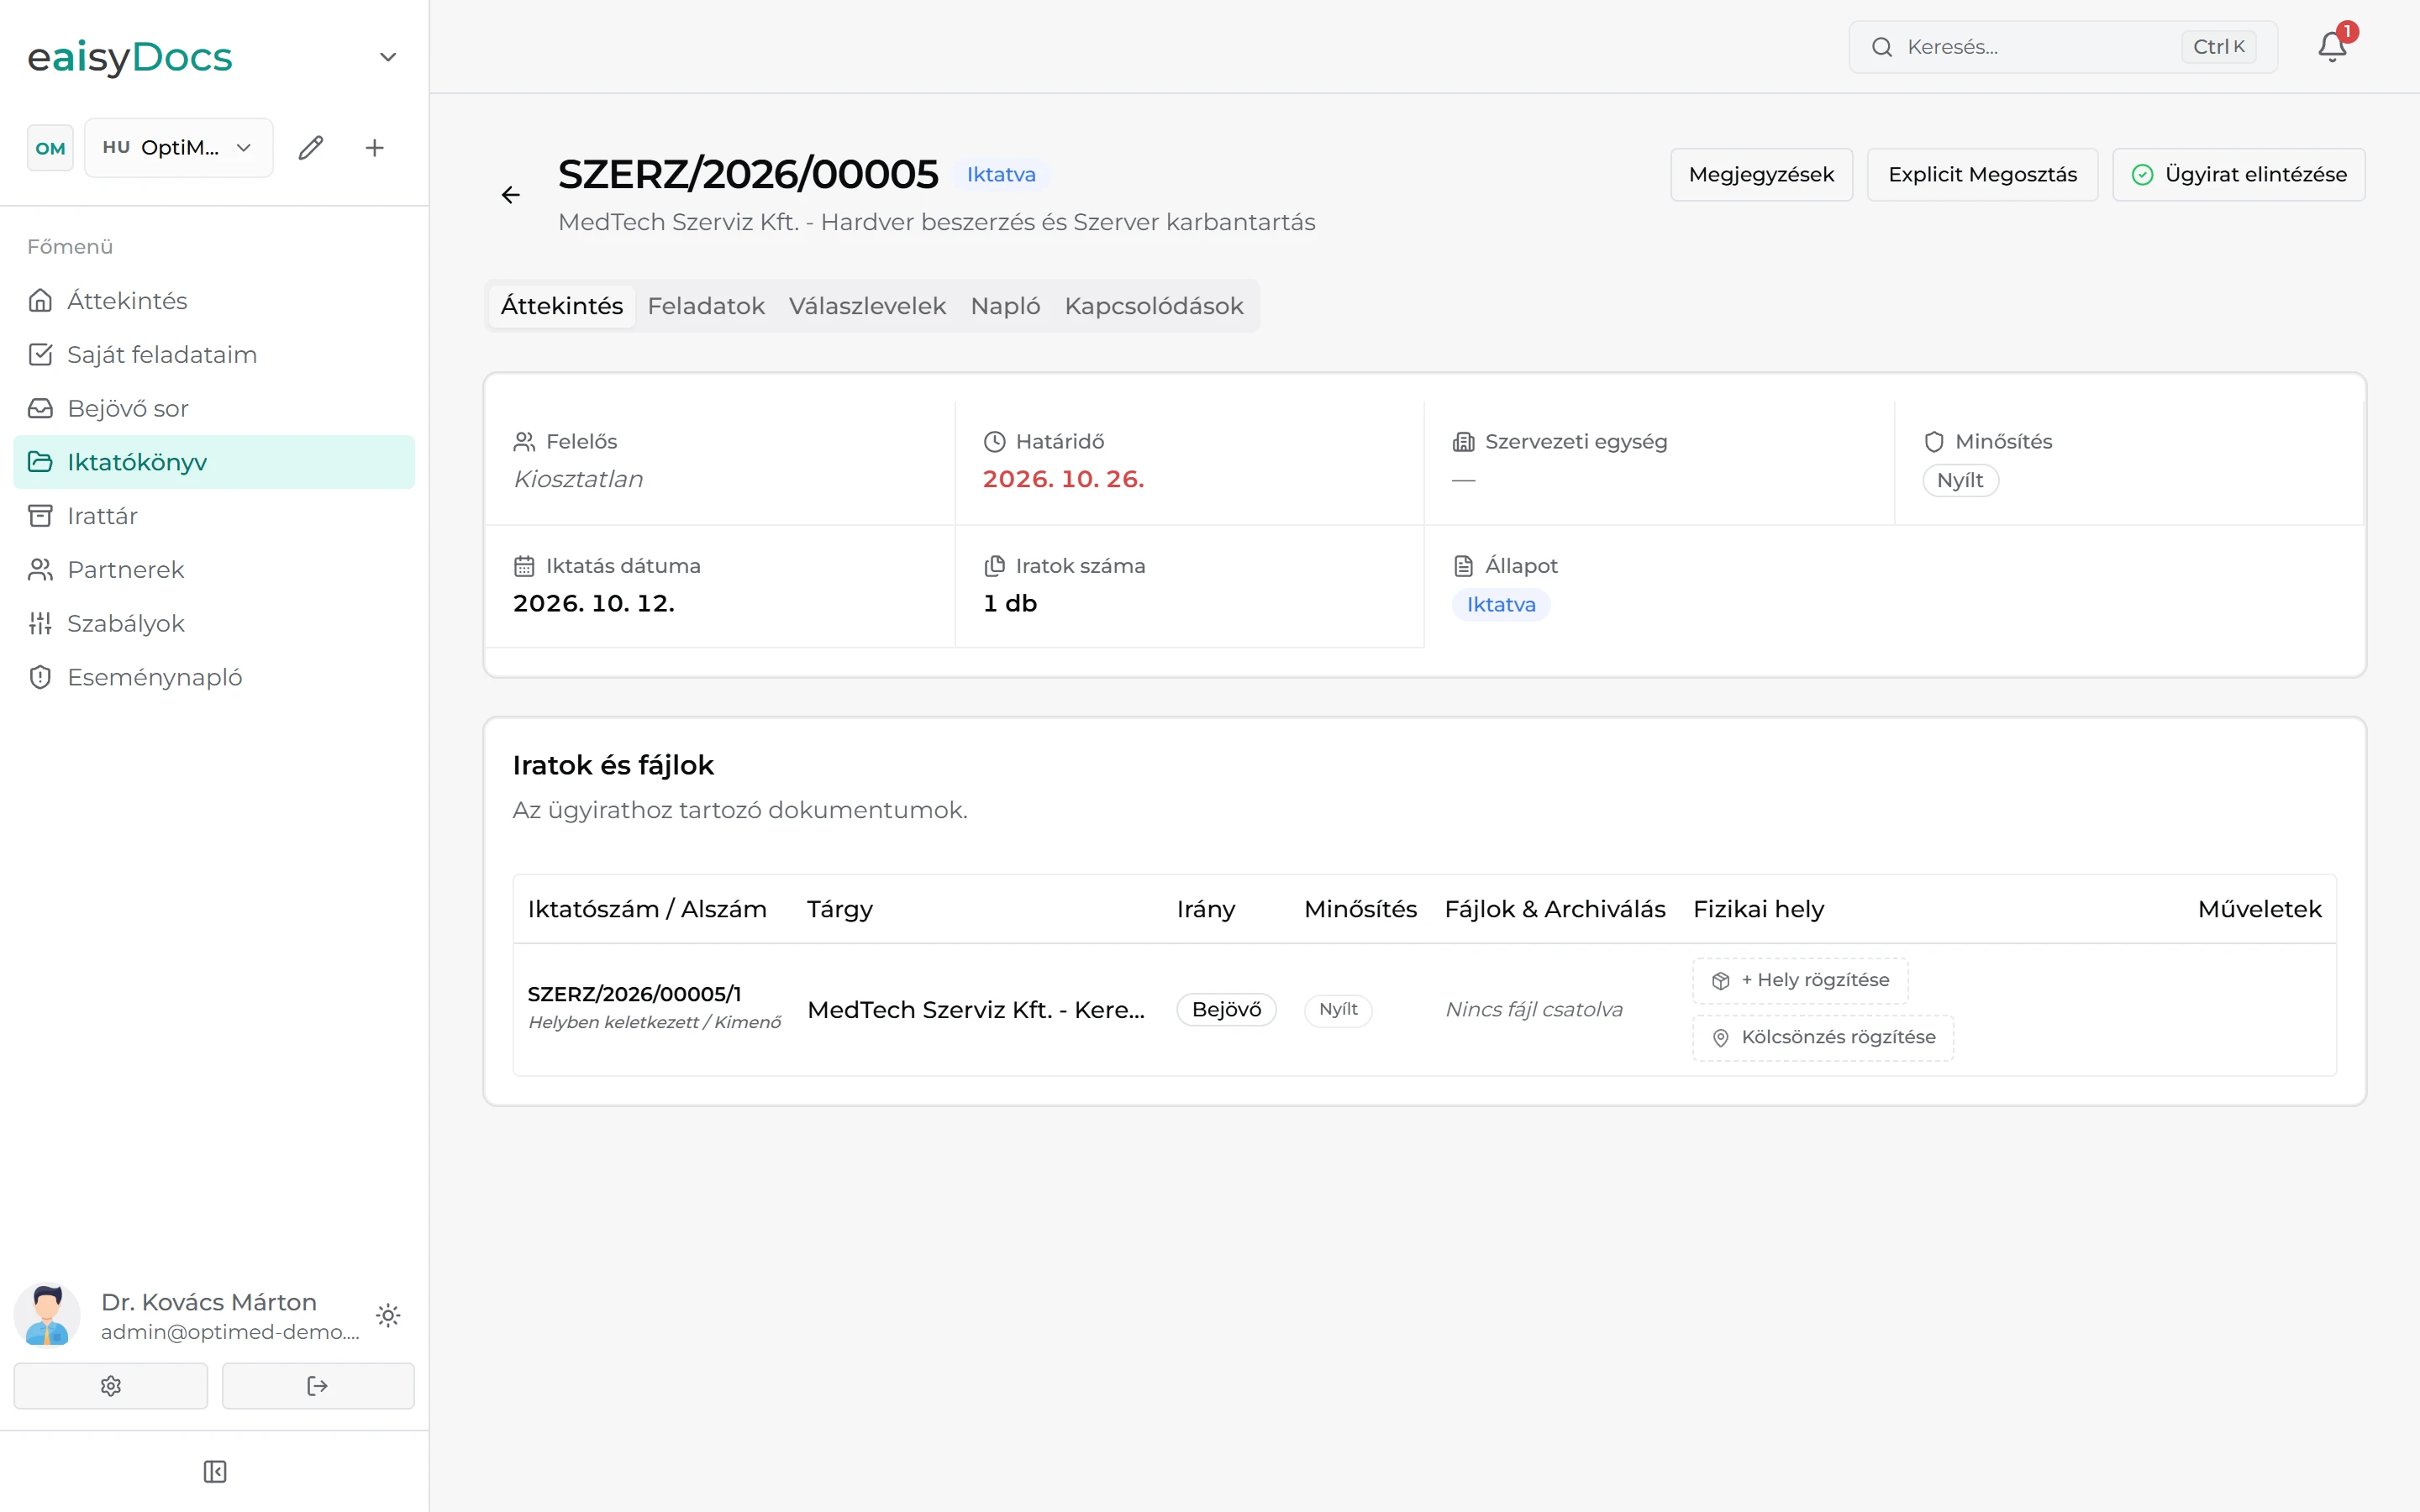 eaisyDocs
OM
HU OptiM...
Főmenü
Áttekintés
Saját feladataim
Bejövő sor
Iktatókönyv
Irattár
Partnerek
Szabályok
Eseménynapló
Dr. Kovács Márton
admin@optimed-demo....
Keresés...
Ctrl K
1
SZERZ/2026/00005
Iktatva
MedTech Szerviz Kft. - Hardver beszerzés és Szerver karbantartás
Megjegyzések
Explicit Megosztás
Ügyirat elintézése
Áttekintés
Feladatok
Válaszlevelek
Napló
Kapcsolódások
Felelős
Kiosztatlan
Határidő
2026. 10. 26.
Szervezeti egység
—
Minősítés
Nyílt
Iktatás dátuma
2026. 10. 12.
Iratok száma
1 db
Állapot
Iktatva
Iratok és fájlok
Az ügyirathoz tartozó dokumentumok.
Iktatószám / Alszám
Tárgy
Irány
Minősítés
Fájlok & Archiválás
Fizikai hely
Műveletek
SZERZ/2026/00005/1
Helyben keletkezett / Kimenő
MedTech Szerviz Kft. - Kere...
Bejövő
Nyílt
Nincs fájl csatolva
+ Hely rögzítése
Kölcsönzés rögzítése